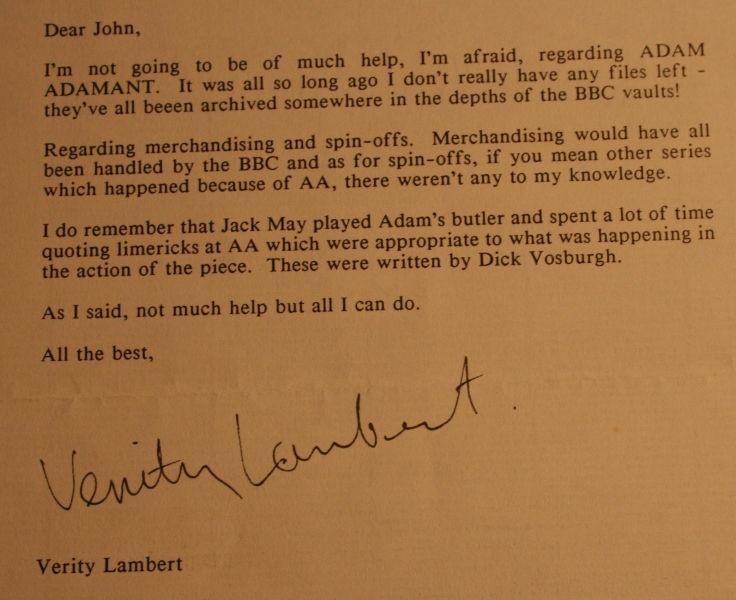 Dear John,
I'm not going to be of much help, I'm afraid, regarding ADAM
ADAMANT. It was all so long ago I don't really have any files left -
they've all beeen archived somewhere in the depths of the BBC vaults!
Regarding merchandising and spin-offs. Merchandising would have all
been handled by the BBC and as for spin-offs, if you mean other series
which happened because of AA, there weren't any to my knowledge.
I do remember that Jack May played Adam's butler and spent a lot of time
quoting limericks at AA which were appropriate to what was happening in
the action of the piece. These were written by Dick Vosburgh.
As I said, not much help but all I can do.
All the best,
Verity Lambert
Verity Lambert